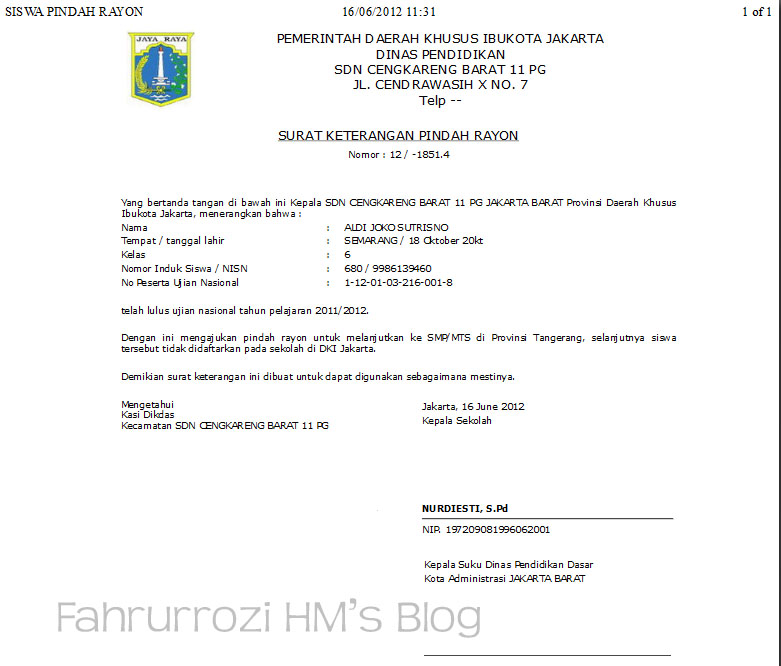 SISWA PINDAH RAYON 16/06/2012 11:31 1 of 1
JAYA RAYA
PEMERINTAH DAERAH KHUSUS IBUKOTA JAKARTA
DINAS PENDIDIKAN
SDN CENGKARENG BARAT 11 PG
JL. CENDRAWASIH X NO. 7
Telp --
SURAT KETERANGAN PINDAH RAYON
Nomor : 12 / -1851.4
Yang bertanda tangan di bawah ini Kepala SDN CENGKARENG BARAT 11 PG JAKARTA BARAT Provinsi Daerah Khusus
Ibukota Jakarta, menerangkan bahwa :
Nama : ALDI JOKO SUTRISNO
Tempat / tanggal lahir : SEMARANG / 18 Oktober 20kt
Kelas : 6
Nomor Induk Siswa / NISN : 680 / 9986139460
No Peserta Ujian Nasional : 1-12-01-03-216-001-8
telah lulus ujian nasional tahun pelajaran 2011/2012.
Dengan ini mengajukan pindah rayon untuk melanjutkan ke SMP/MTS di Provinsi Tangerang, selanjutnya siswa
tersebut tidak didaftarkan pada sekolah di DKI Jakarta.
Demikian surat keterangan ini dibuat untuk dapat digunakan sebagaimana mestinya.
Mengetahui
Kasi Dikdas
Kecamatan SDN CENGKARENG BARAT 11 PG
Jakarta, 16 June 2012
Kepala Sekolah
NURDIESTI, S.Pd
NIP. 197209081996062001
Kepala Suku Dinas Pendidikan Dasar
Kota Administrasi JAKARTA BARAT
Fahrurrozi HM's Blog